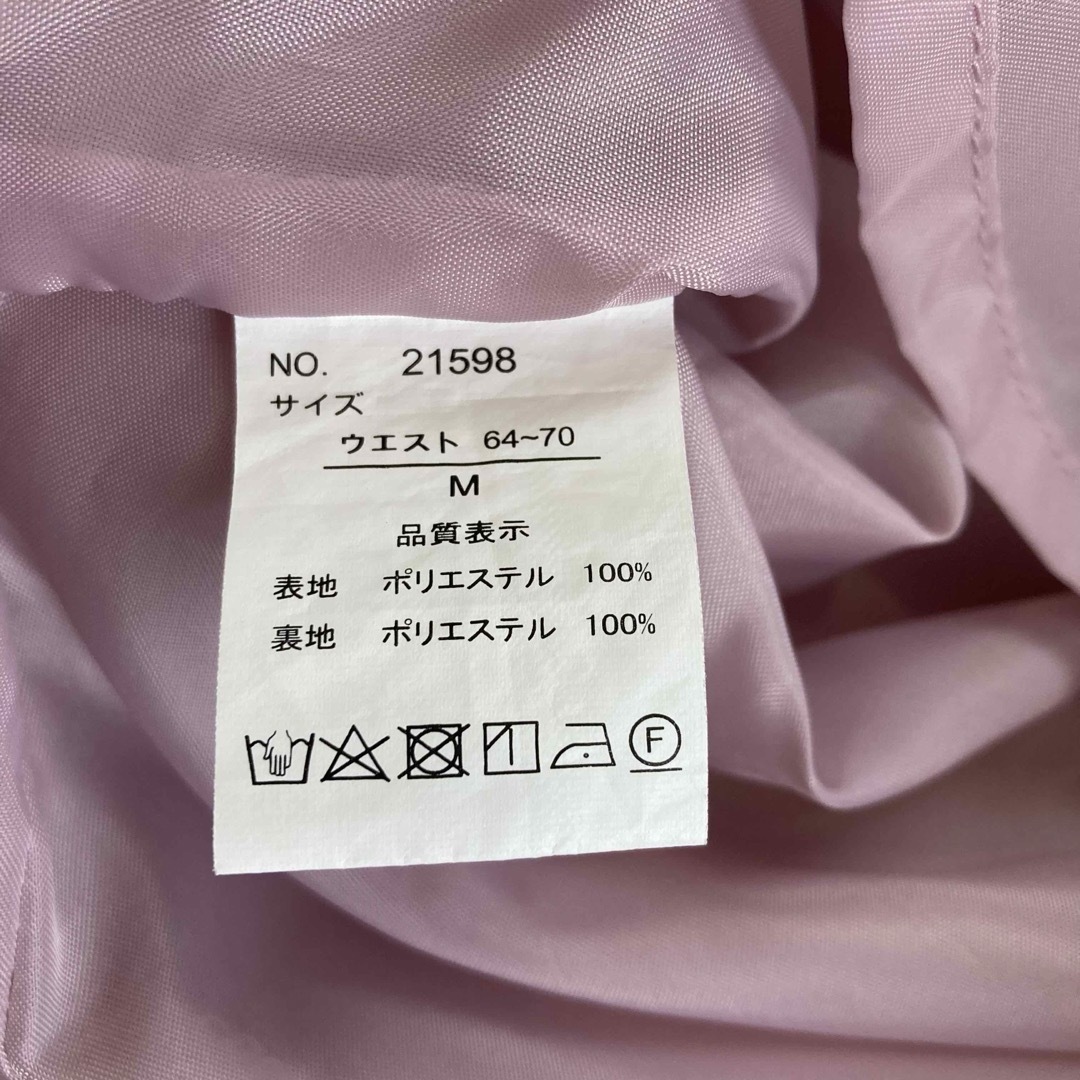 NO. 21598
サイズ
ウエスト 64~70
M
品質表示
表地 ポリエステル 100%
裏地 ポリエステル 100%
F